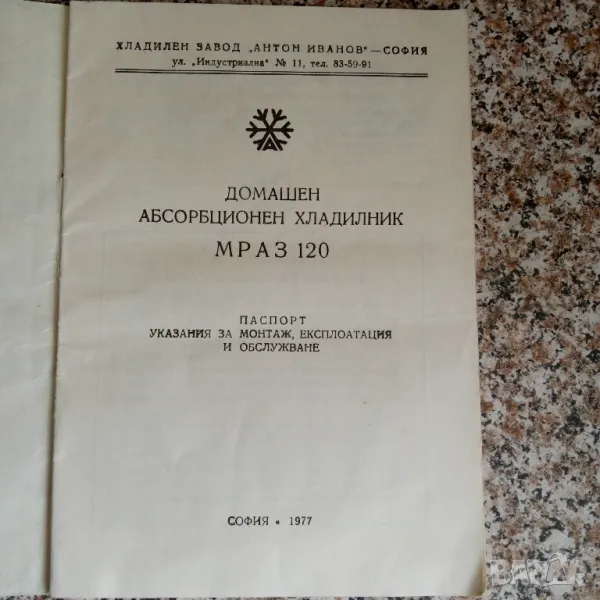 ХЛАДИЛЕН ЗАВОД „АНТОН ИВАНОВ" — СОФИЯ
ул. „Индустриална" № 11, тел. 83-59-91
ДОМАШЕН
АБСОРБЦИОНЕН ХЛАДИЛНИК
МРАЗ 120
ПАСПОРТ
УКАЗАНИЯ ЗА МОНТАЖ, ЕКСПЛОАТАЦИЯ
И ОБСЛУЖВАНЕ
СОФИЯ • 1977
BAZAR